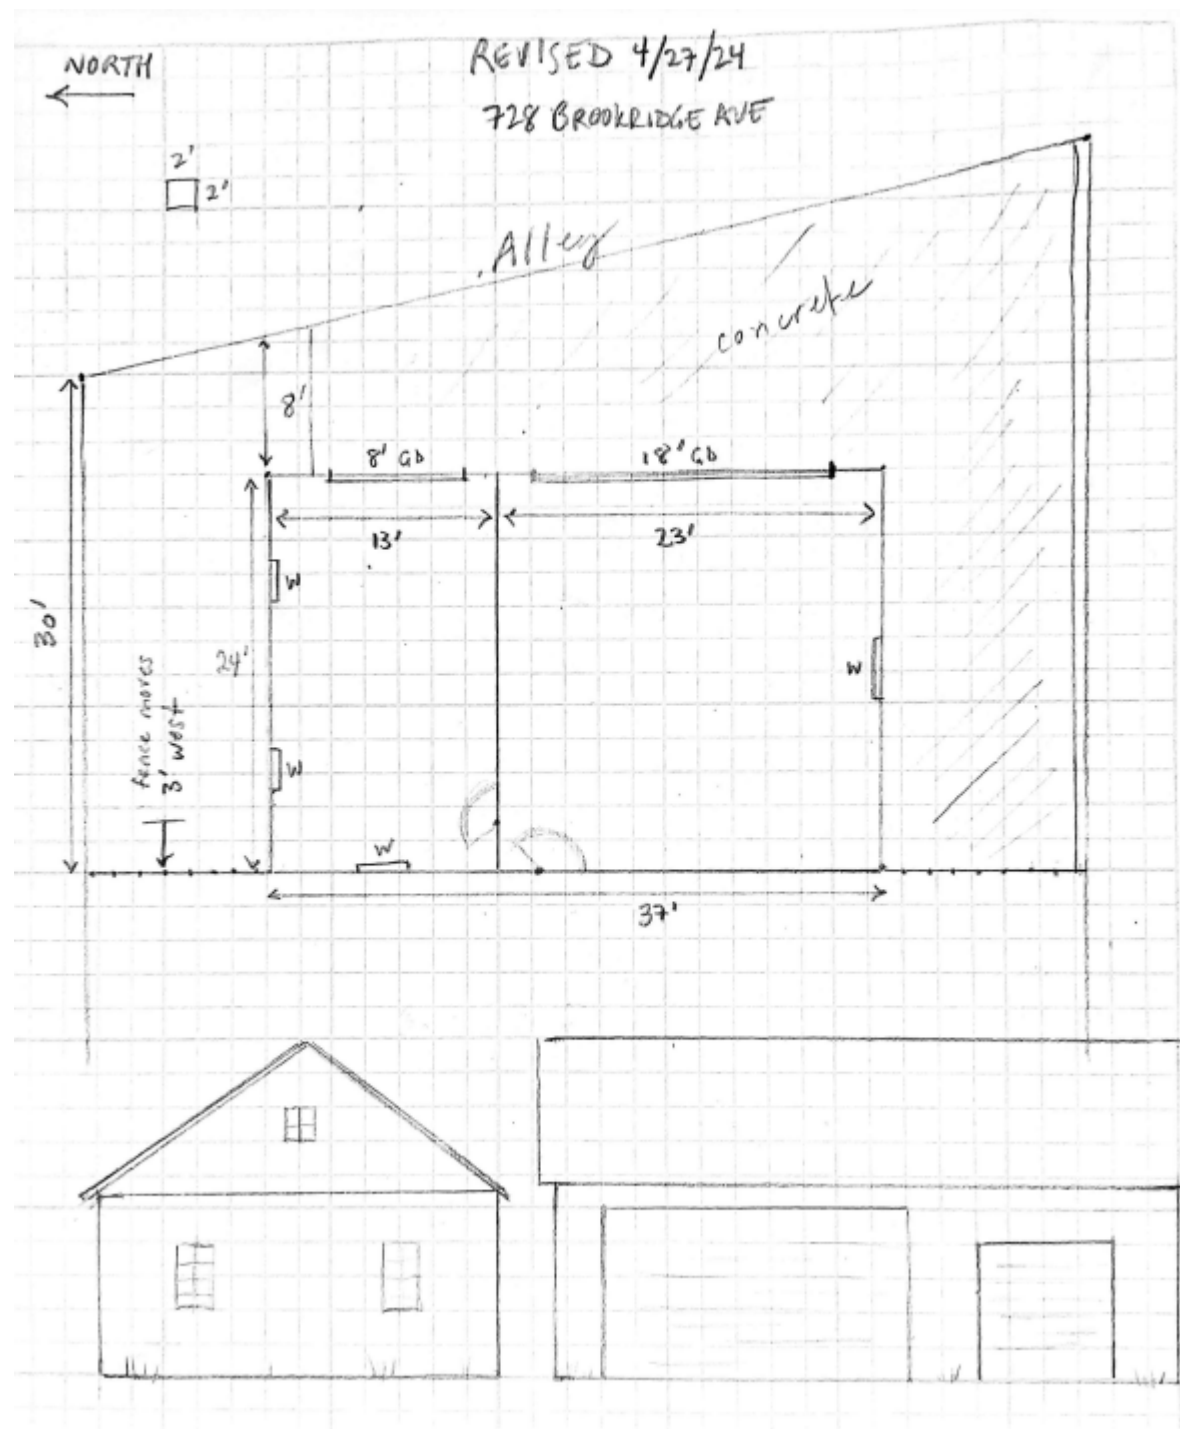 NORTH
REVISED 4/27/24
728 BROOKRIDGE AVE
2'
2'
Alley
concrete
8'
8' GD
18' GD
13'
23'
W
30'
24'
fence moves
3' west
W
W
W
37'